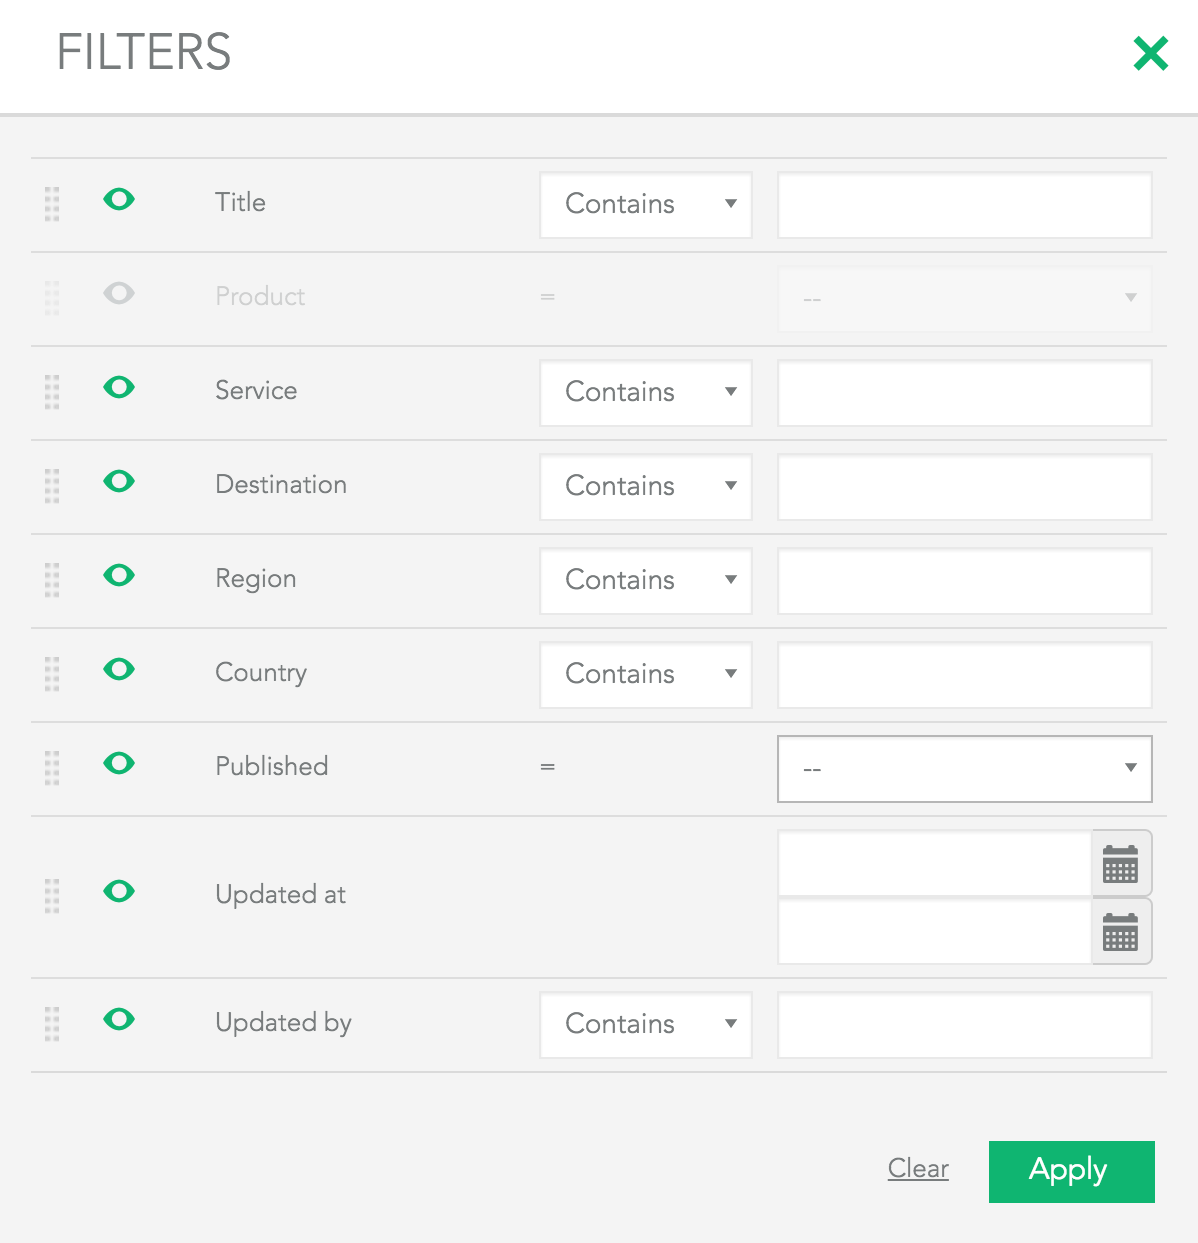 FILTERS
Title Contains
Product = --
Service Contains
Destination Contains
Region Contains
Country Contains
Published = --
Updated at
Updated by Contains
Clear Apply